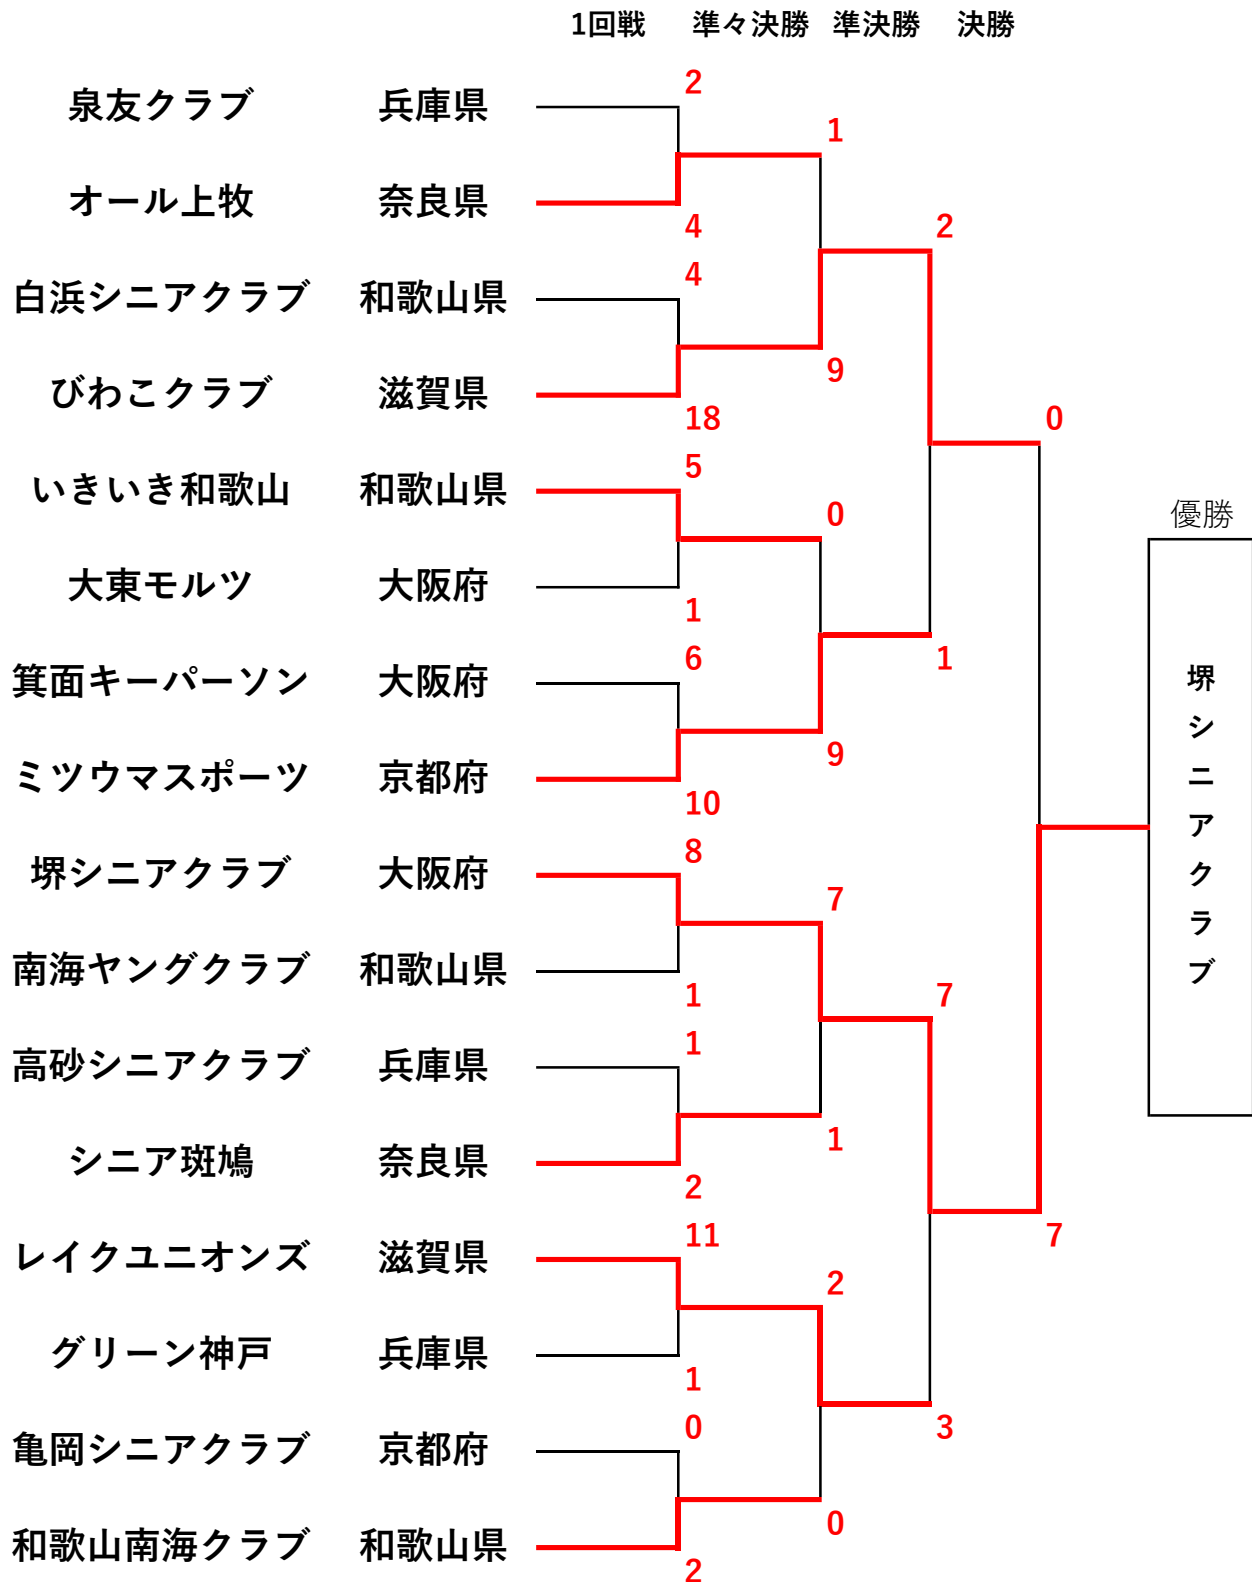 1回戦 準々決勝 準決勝 決勝
2
泉友クラブ 兵庫県
1
オール上牧 奈良県
4 2
4
白浜シニアクラブ 和歌山県
9
びわこクラブ 滋賀県
18 0
5
いきいき和歌山 和歌山県
0 優勝
大東モルツ 大阪府
1
6 1
箕面キーパーソン 大阪府
9
ミツウマスポーツ 京都府
10
8
堺シニアクラブ 大阪府
7
南海ヤングクラブ 和歌山県
1 7
1
高砂シニアクラブ 兵庫県
1
シニア斑鳩 奈良県
2
11 7
レイクユニオンズ 滋賀県
2
グリーン神戸 兵庫県
1
0 3
亀岡シニアクラブ 京都府
0
和歌山南海クラブ 和歌山県
2
堺シニアクラブ